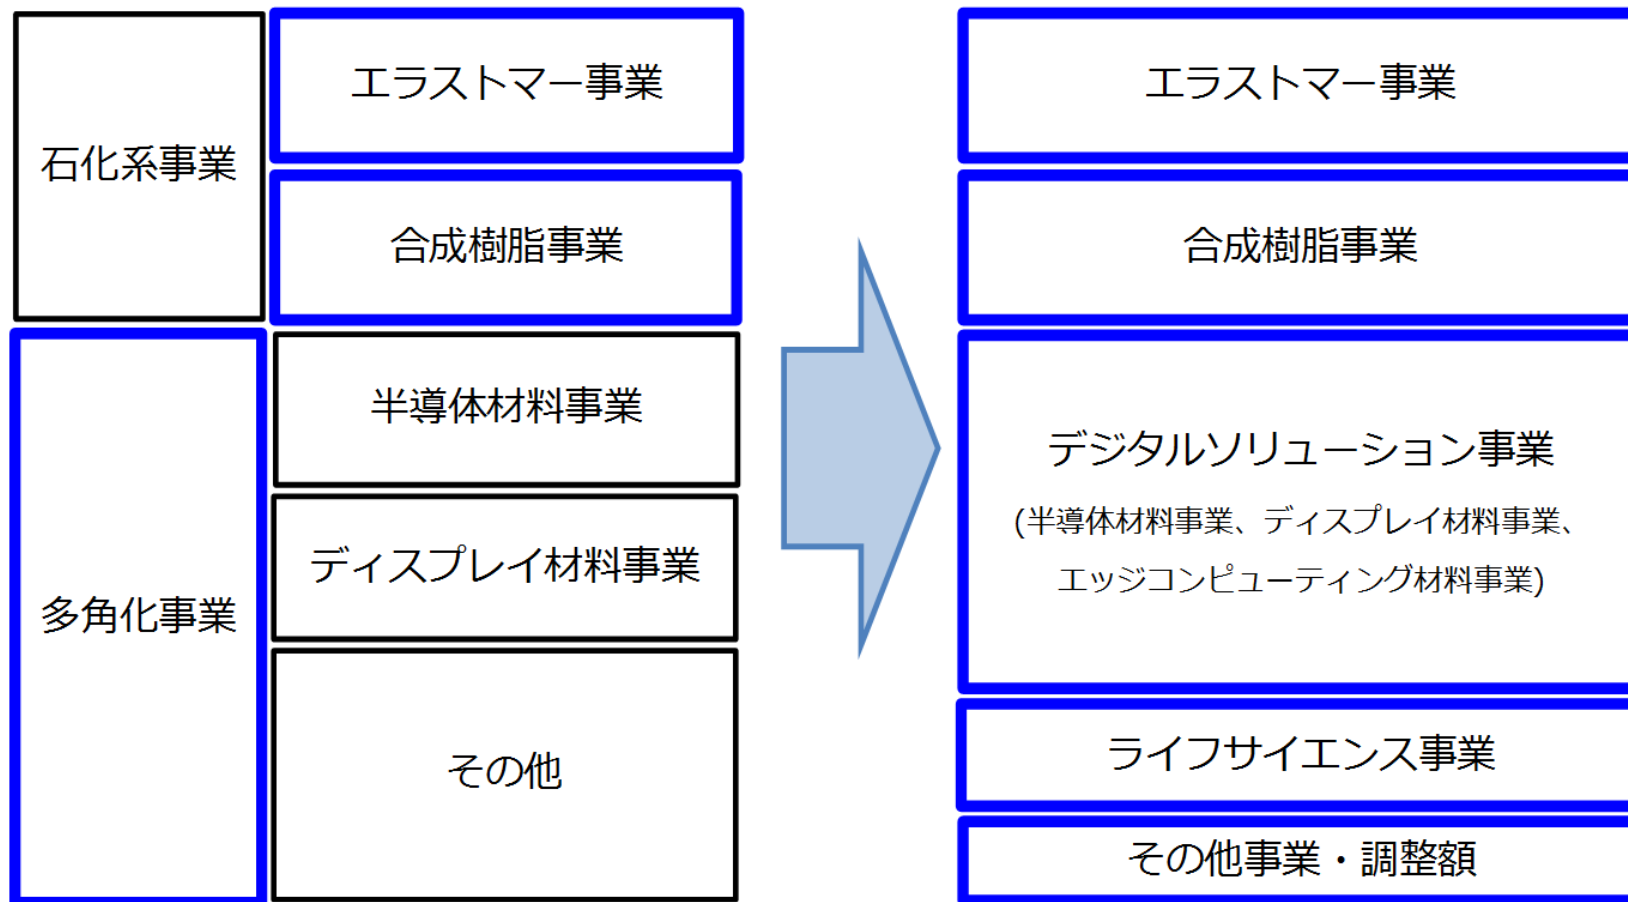 石化系事業
エラストマー事業
合成樹脂事業
多角化事業
半導体材料事業
ディスプレイ材料事業
その他
エラストマー事業
合成樹脂事業
デジタルソリューション事業
(半導体材料事業、ディスプレイ材料事業、
エッジコンピューティング材料事業)
ライフサイエンス事業
その他事業・調整額